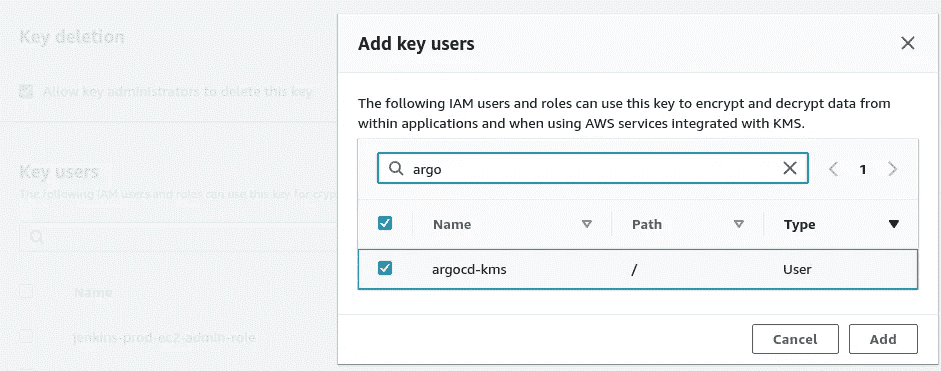 Key deletion
Allow key administrators to delete this key
Key users
The following IAM users and roles can use this key for cryp
Name
jenkins-prod-ec2-admin-role
Add key users
The following IAM users and roles can use this key to encrypt and decrypt data from
within applications and when using AWS services integrated with KMS.
argo
1
Name Path Type
argocd-kms / User
Cancel Add